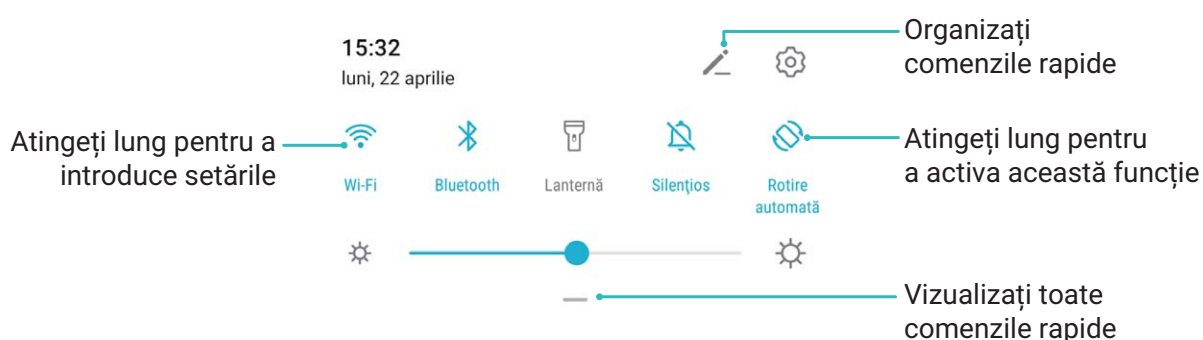 Organizați
comenzile rapide
15:32
luni, 22 aprilie
Atingeți lung pentru a
introduce setările
Atingeți lung pentru
a activa această funcție
Wi-Fi
Bluetooth
Lanternă
Silenţios
Rotire
automată
Vizualizați toate
comenzile rapide